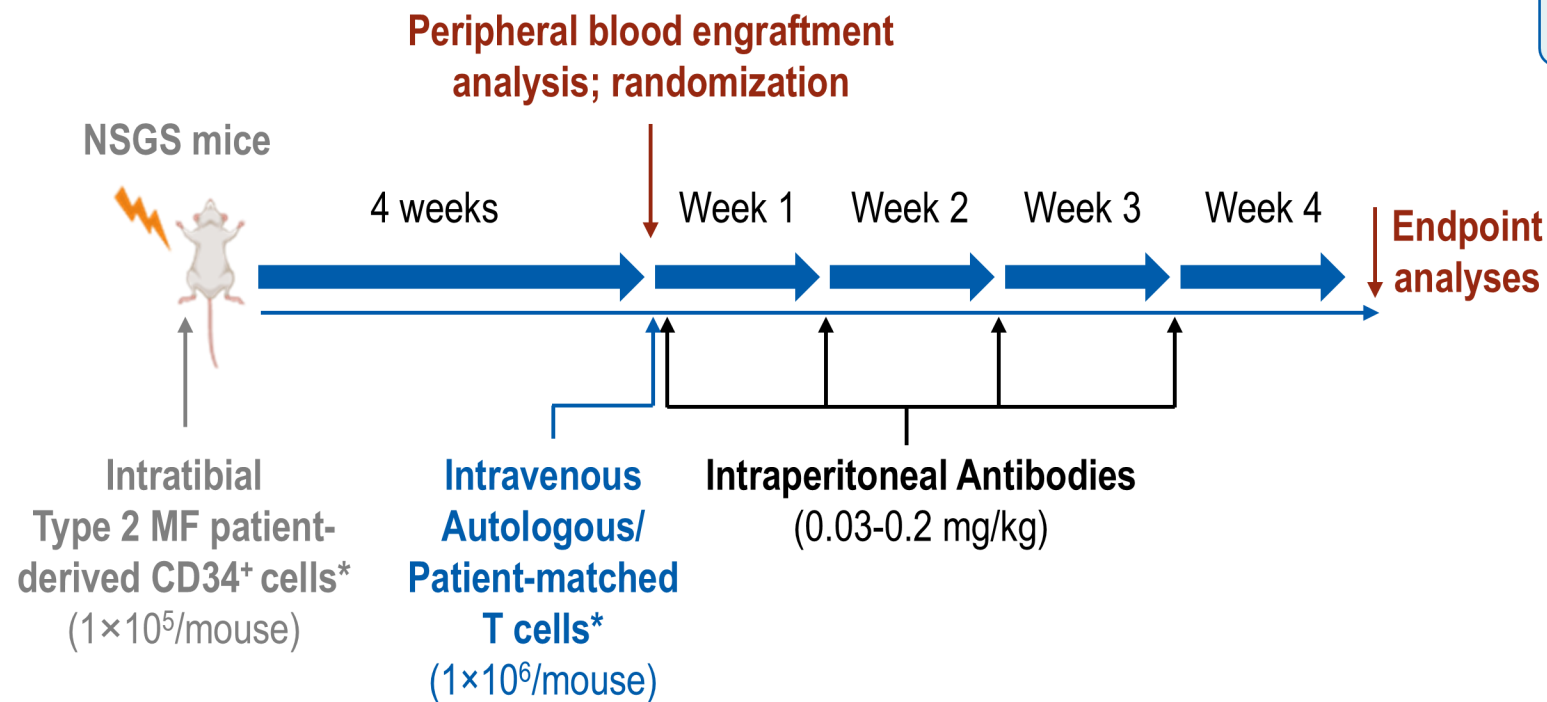 Peripheral blood engraftment
analysis; randomization
NSGS mice
4 weeks
Week 1
Week 2
Week 3
Week 4
Endpoint
analyses
Intratibial
Type 2 MF patient-
derived CD34⁺ cells*
(1×10⁵/mouse)
Intravenous
Autologous/
Patient-matched
T cells*
(1×10⁶/mouse)
Intraperitoneal Antibodies
(0.03-0.2 mg/kg)